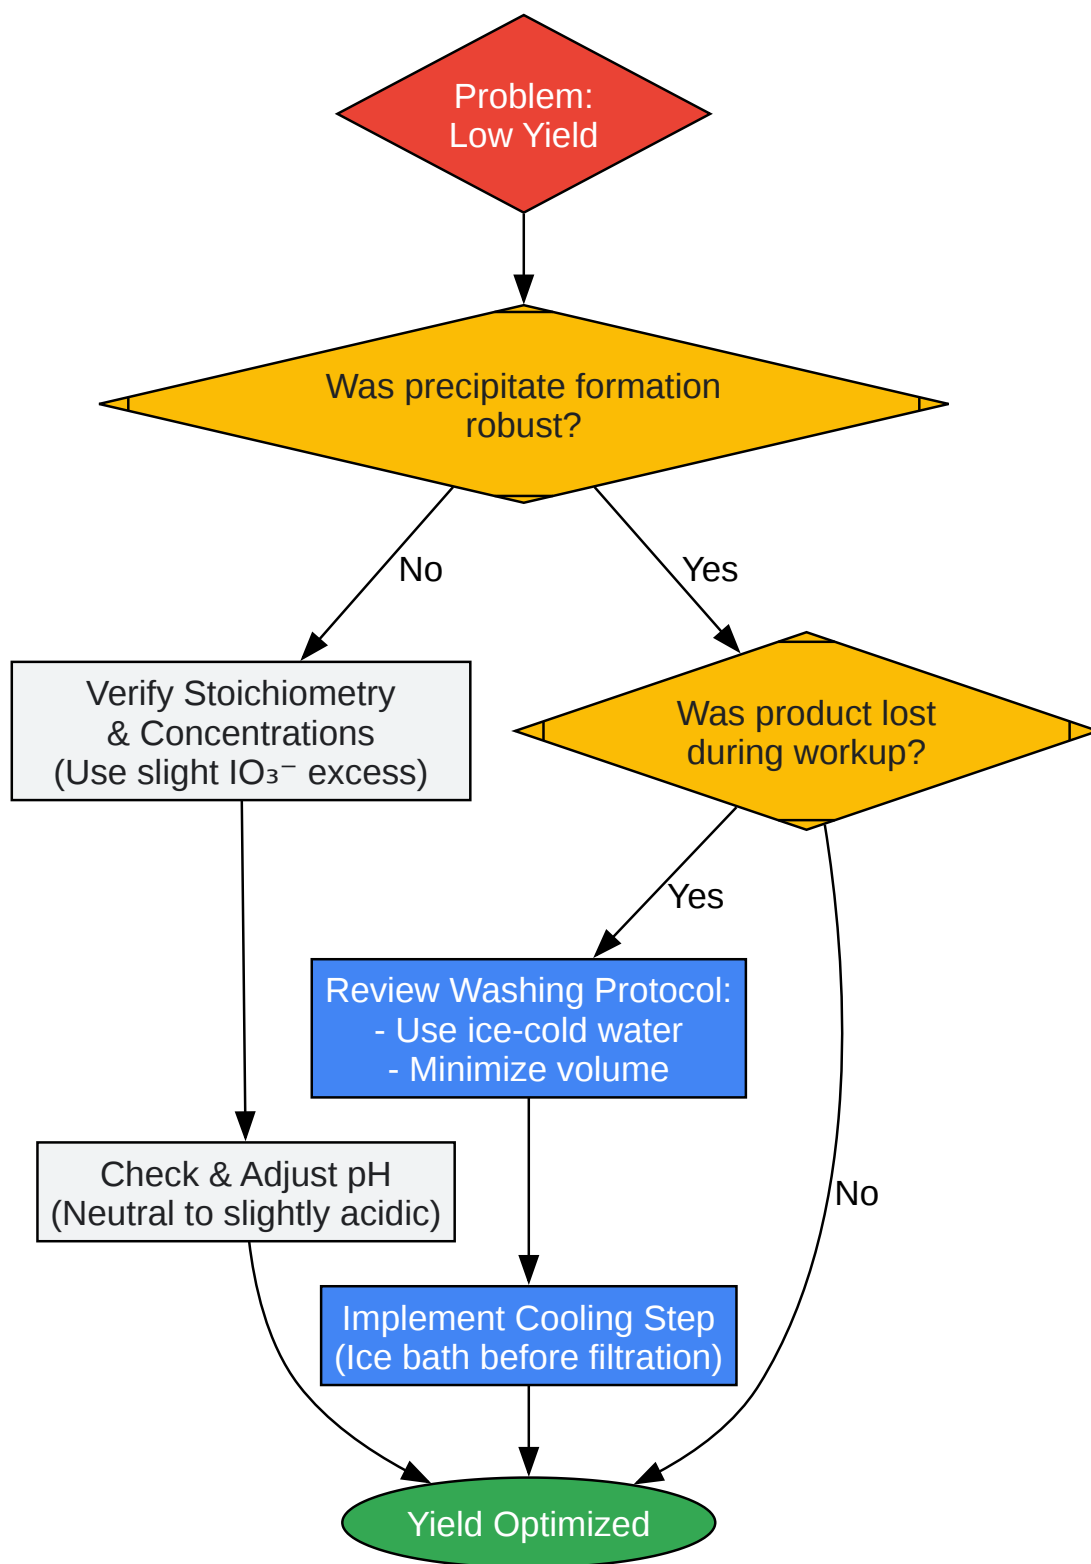 Problem:
Low Yield
Was precipitate formation
robust?
No
Yes
Verify Stoichiometry
& Concentrations
(Use slight IO₃⁻ excess)
Was product lost
during workup?
Yes
Review Washing Protocol:
- Use ice-cold water
- Minimize volume
Check & Adjust pH
(Neutral to slightly acidic)
No
Implement Cooling Step
(Ice bath before filtration)
Yield Optimized